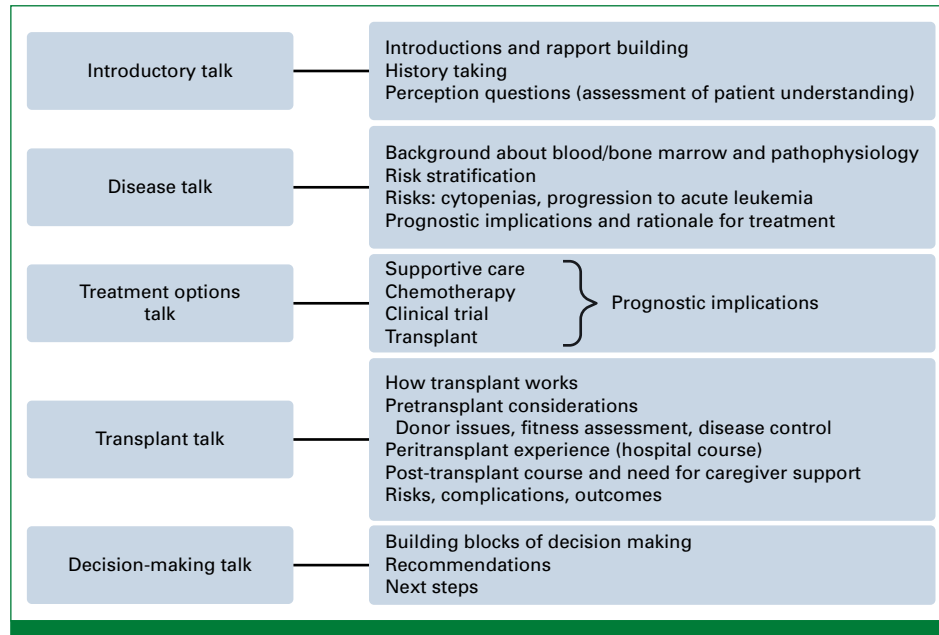 Introductory talk
Introductions and rapport building
History taking
Perception questions (assessment of patient understanding)
Disease talk
Background about blood/bone marrow and pathophysiology
Risk stratification
Risks: cytopenias, progression to acute leukemia
Prognostic implications and rationale for treatment
Treatment options
talk
Supportive care
Chemotherapy
Clinical trial
Transplant
Prognostic implications
Transplant talk
How transplant works
Pretransplant considerations
Donor issues, fitness assessment, disease control
Peritransplant experience (hospital course)
Post-transplant course and need for caregiver support
Risks, complications, outcomes
Decision-making talk
Building blocks of decision making
Recommendations
Next steps